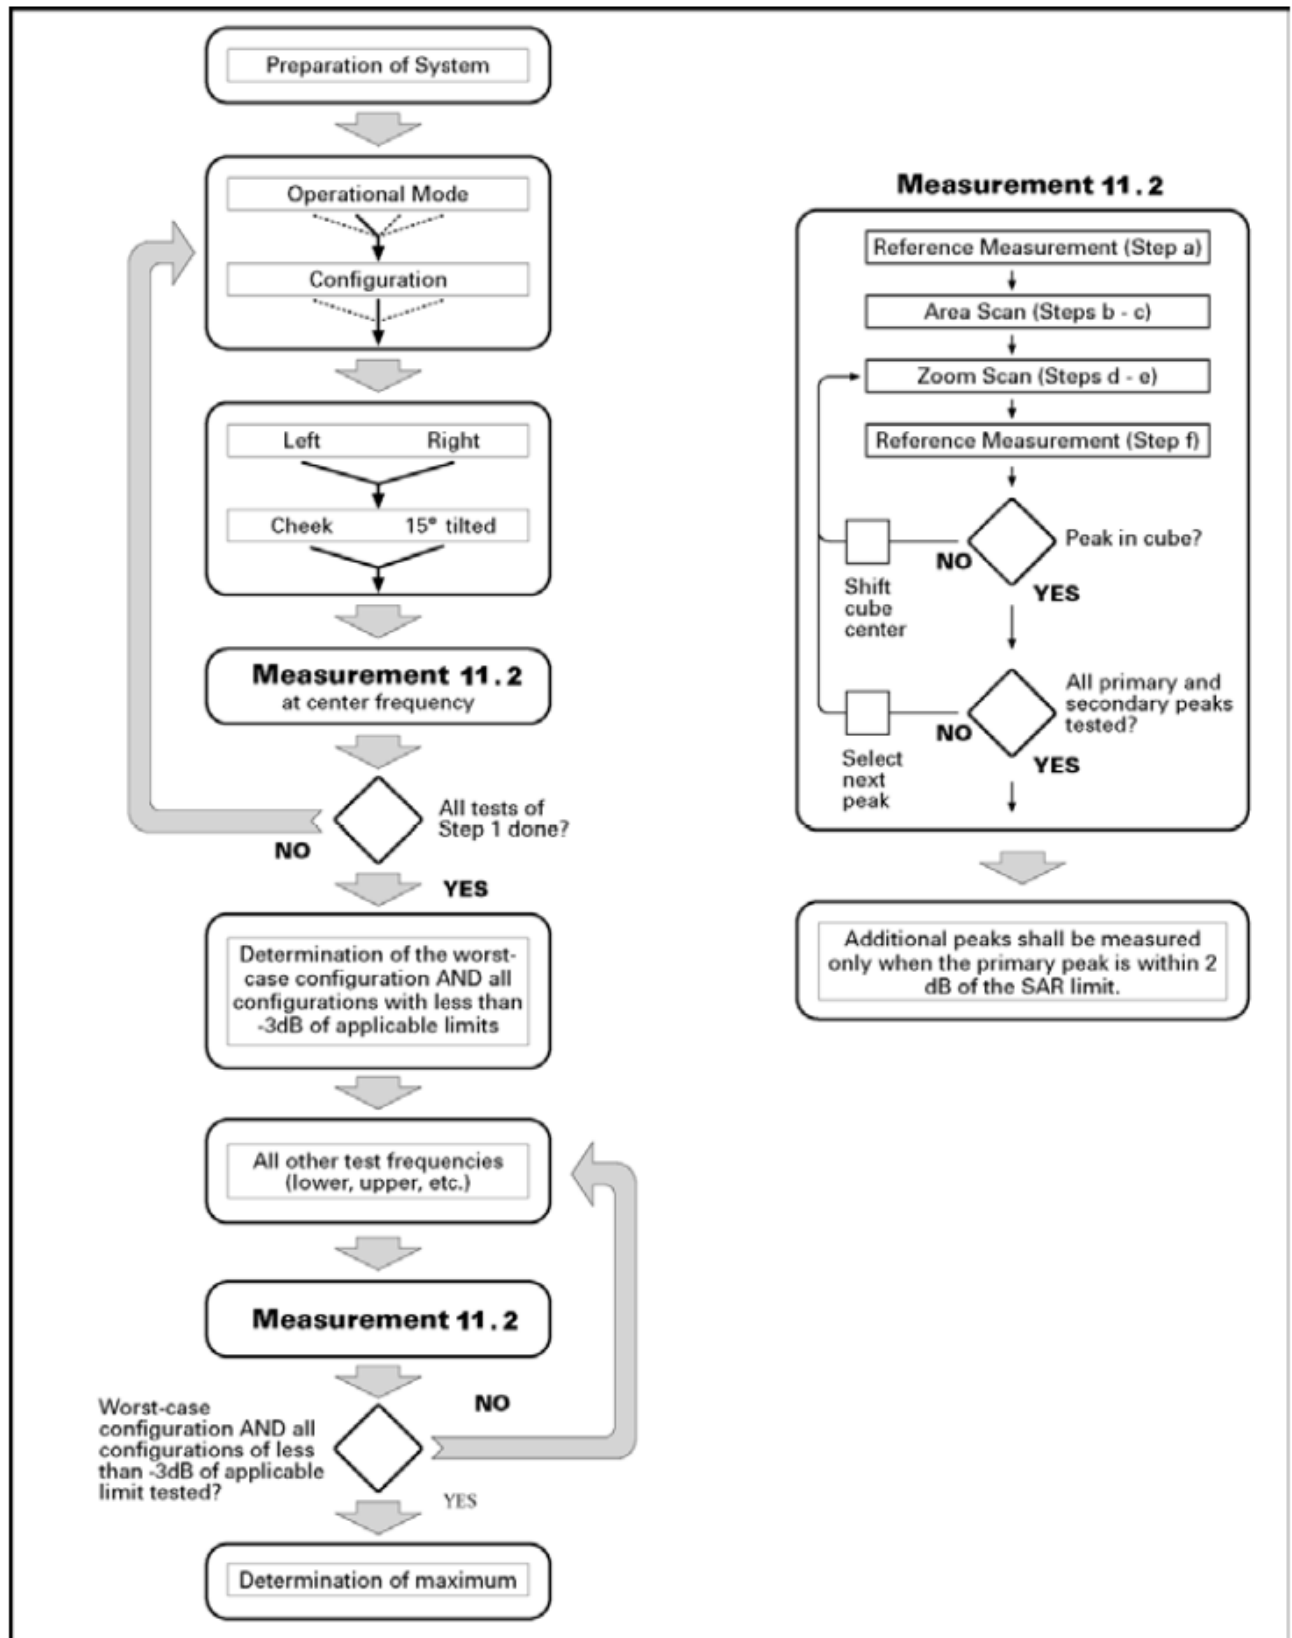 Preparation of System
Operational Mode
Configuration
Left Right
Cheek 15° tilted
Measurement 11.2
at center frequency
All tests of
Step 1 done?
NO
YES
Determination of the worst-
case configuration AND all
configurations with less than
-3dB of applicable limits
All other test frequencies
(lower, upper, etc.)
Measurement 11.2
Worst-case
configuration AND all
configurations of less
than -3dB of applicable
limit tested?
NO
YES
Determination of maximum
Measurement 11.2
Reference Measurement (Step a)
Area Scan (Steps b - c)
Zoom Scan (Steps d - e)
Reference Measurement (Step f)
Peak in cube?
NO
Shift
cube
center
YES
All primary and
secondary peaks
tested?
NO
Select
next
peak
YES
Additional peaks shall be measured
only when the primary peak is within 2
dB of the SAR limit.